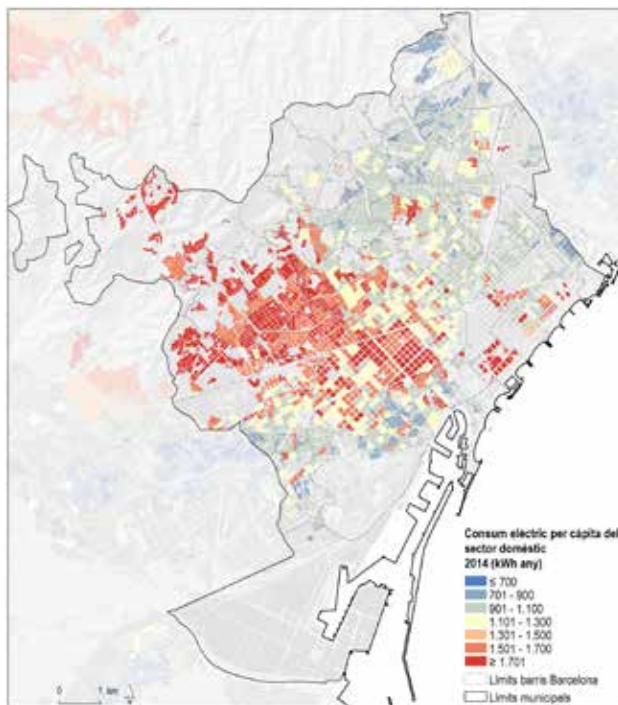 Consum elèctric per càpita del
sector domèstic
2014 (kWh any)
≤ 700
701 - 900
901 - 1.100
1.101 - 1.300
1.301 - 1.500
1.501 - 1.700
≥ 1.701
Límits barris Barcelona
Límits municipals
0 1 km